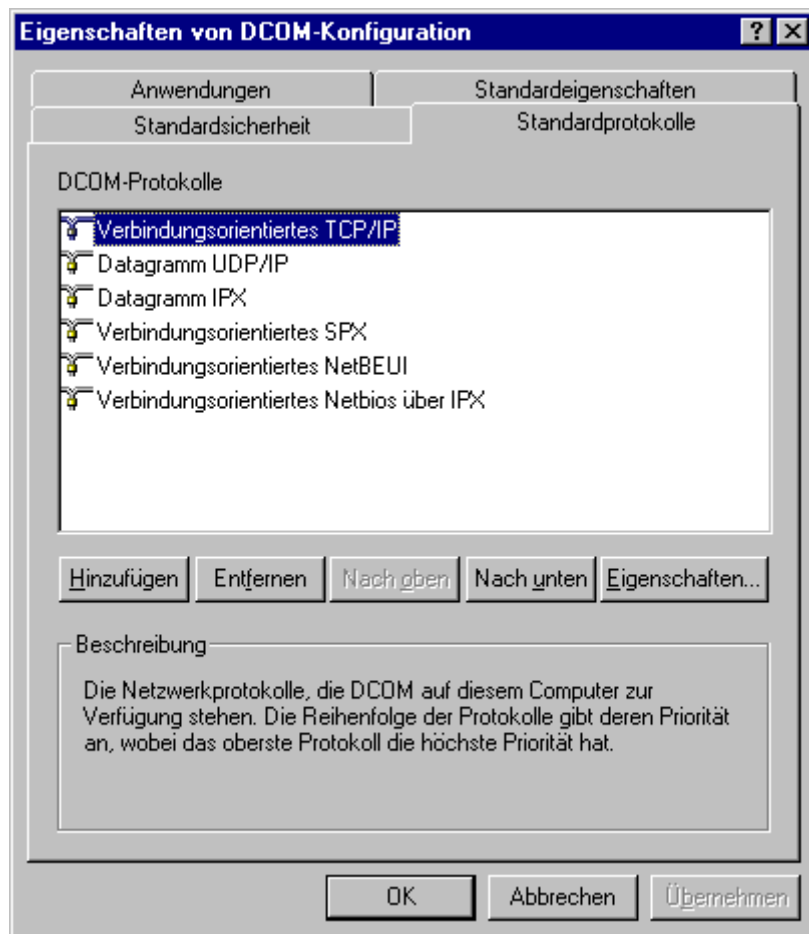 Eigenschaften von DCOM-Konfiguration
Anwendungen
Standardeigenschaften
Standardsicherheit
Standardprotokolle
DCOM-Protokolle
Verbindungsorientiertes TCP/IP
Datagramm UDP/IP
Datagramm IPX
Verbindungsorientiertes SPX
Verbindungsorientiertes NetBEUI
Verbindungsorientiertes Netbios über IPX
Hinzufügen
Entfernen
Nach oben
Nach unten
Eigenschaften...
Beschreibung
Die Netzwerkprotokolle, die DCOM auf diesem Computer zur
Verfügung stehen. Die Reihenfolge der Protokolle gibt deren Priorität
an, wobei das oberste Protokoll die höchste Priorität hat.
OK
Abbrechen
Übernehmen